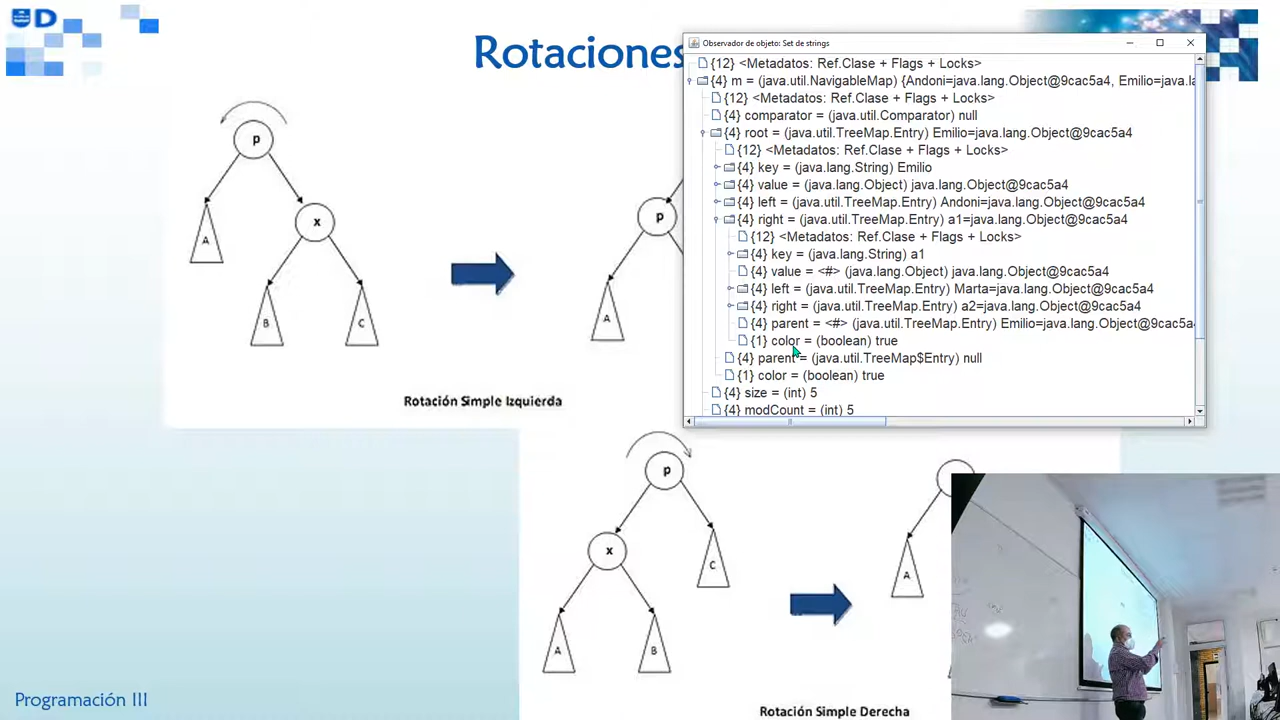 D
Rotaciones
p
A
x
B
C
p
A
Rotación Simple Izquierda
Observador de objeto: Set de strings
{12} <Metadatos: Ref.Clase + Flags + Locks>
{4} m = (java.util.NavigableMap) {Andoni=java.lang.Object@9cac5a4, Emilio=java.la
{12} <Metadatos: Ref.Clase + Flags + Locks>
{4} comparator = (java.util.Comparator) null
{4} root = (java.util.TreeMap.Entry) Emilio=java.lang.Object@9cac5a4
{12} <Metadatos: Ref.Clase + Flags + Locks>
{4} key = (java.lang.String) Emilio
{4} value = (java.lang.Object) java.lang.Object@9cac5a4
{4} left = (java.util.TreeMap.Entry) Andoni=java.lang.Object@9cac5a4
{4} right = (java.util.TreeMap.Entry) a1=java.lang.Object@9cac5a4
{12} <Metadatos: Ref.Clase + Flags + Locks>
{4} key = (java.lang.String) a1
{4} value = <#> (java.lang.Object) java.lang.Object@9cac5a4
{4} left = (java.util.TreeMap.Entry) Marta=java.lang.Object@9cac5a4
{4} right = (java.util.TreeMap.Entry) a2=java.lang.Object@9cac5a4
{4} parent = <#> (java.util.TreeMap.Entry) Emilio=java.lang.Object@9cac5a
{1} color = (boolean) true
{4} parent = (java.util.TreeMap$Entry) null
{1} color = (boolean) true
{4} size = (int) 5
{4} modCount = (int) 5
p
x
C
A
B
A
Rotación Simple Derecha
Programación III